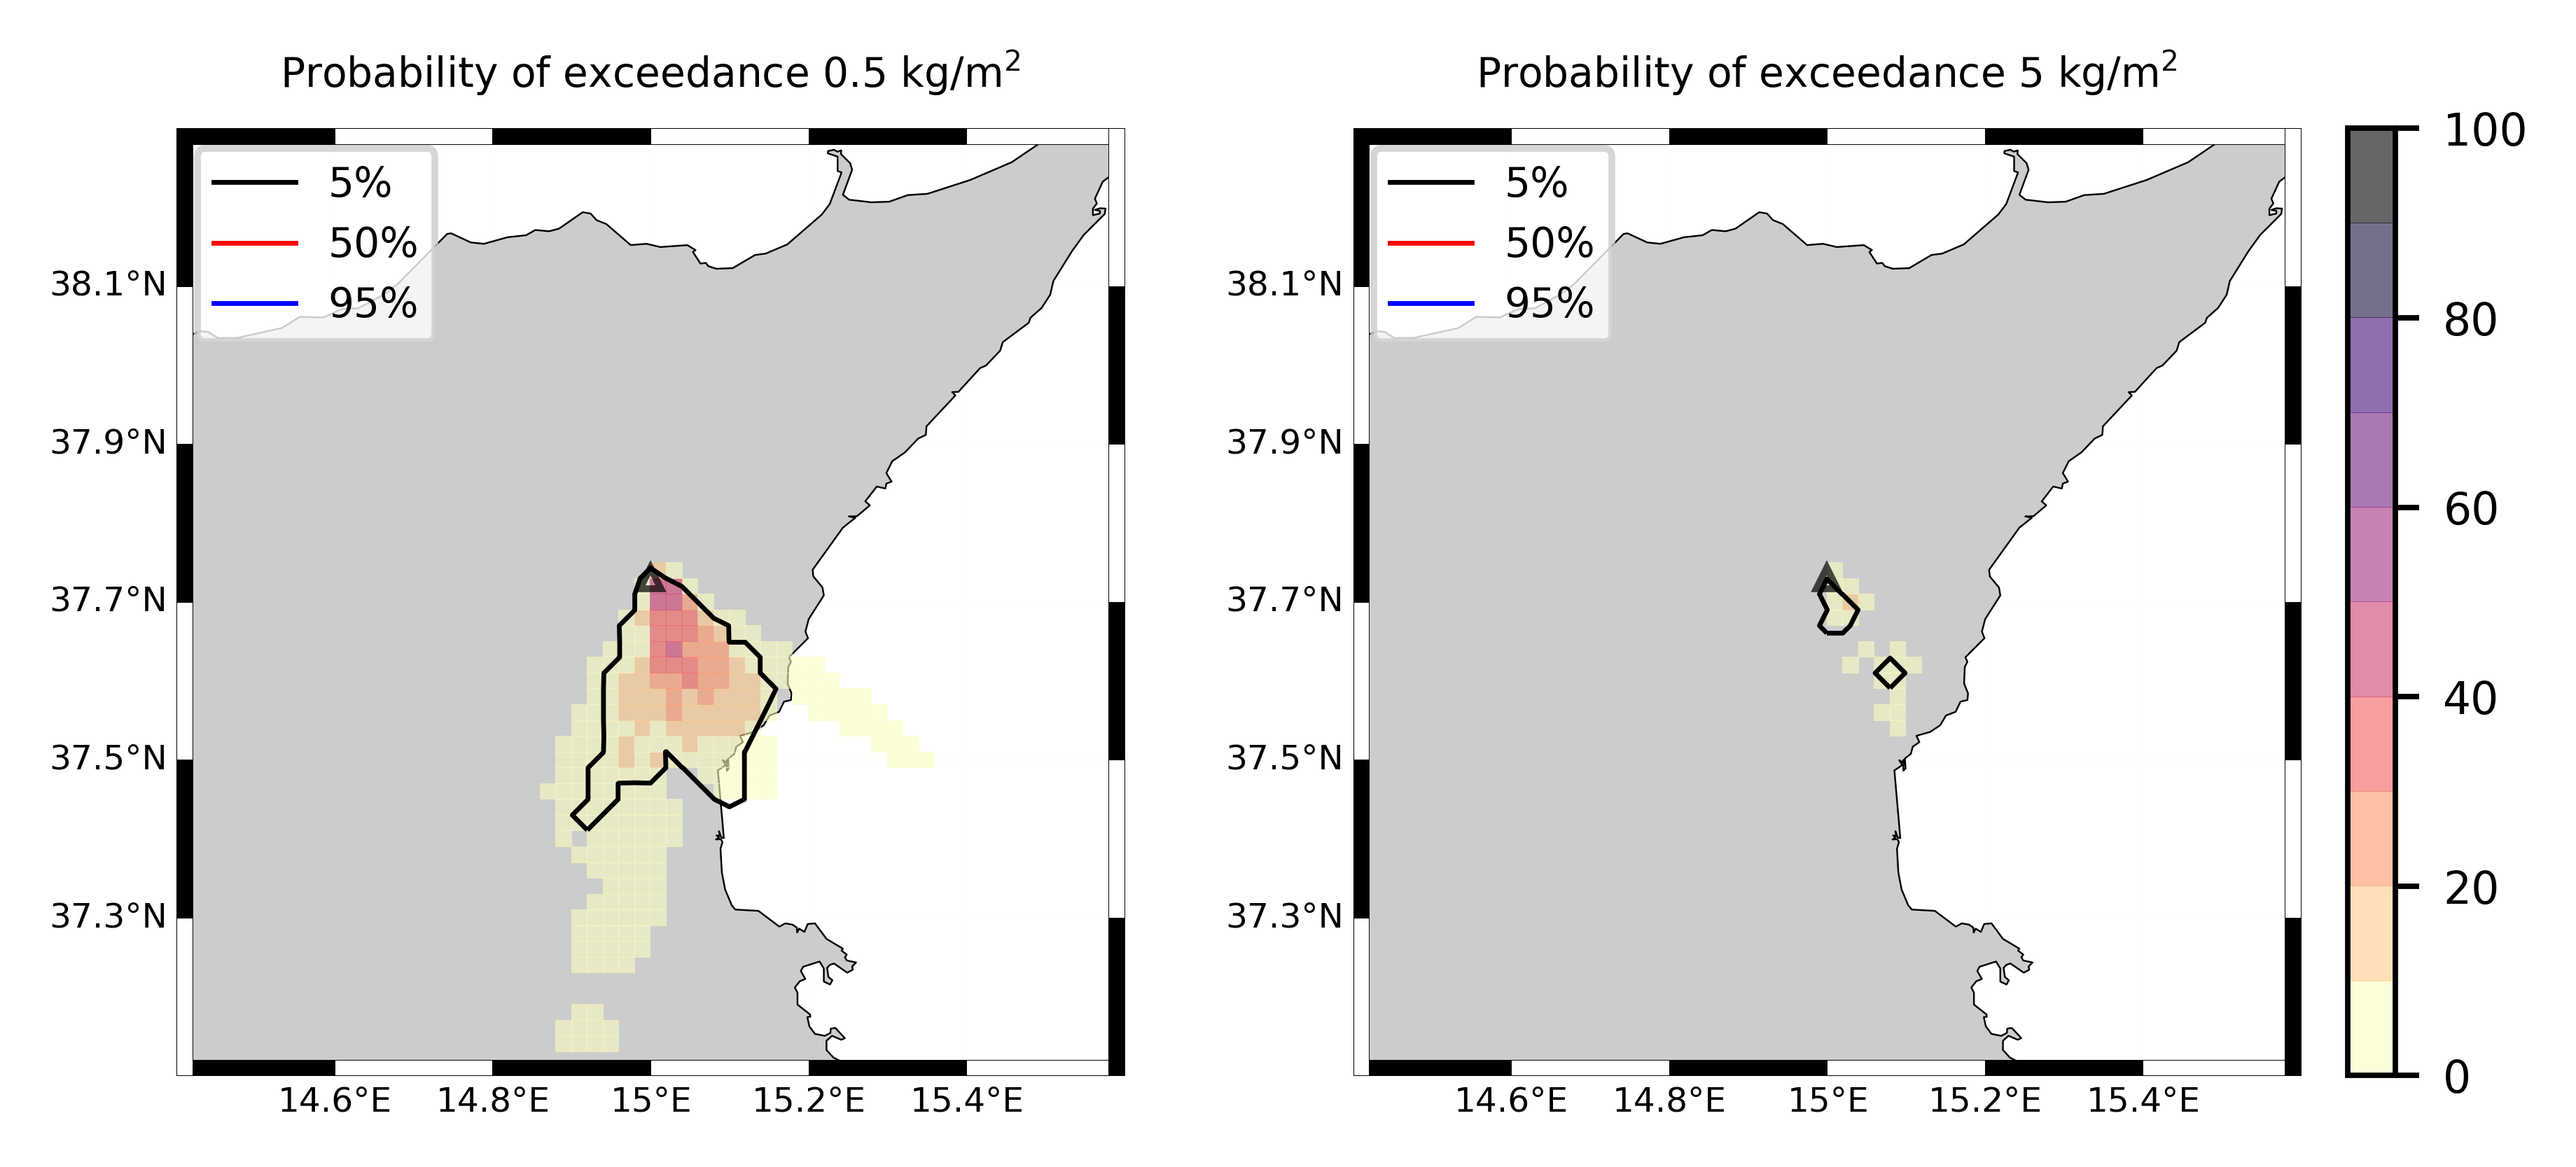 Probability of exceedance 0.5 kg/m²
5%
50%
95%
38.1°N
37.9°N
37.7°N
37.5°N
37.3°N
14.6°E 14.8°E 15°E 15.2°E 15.4°E
Probability of exceedance 5 kg/m²
5%
50%
95%
38.1°N
37.9°N
37.7°N
37.5°N
37.3°N
14.6°E 14.8°E 15°E 15.2°E 15.4°E
100
80
60
40
20
0